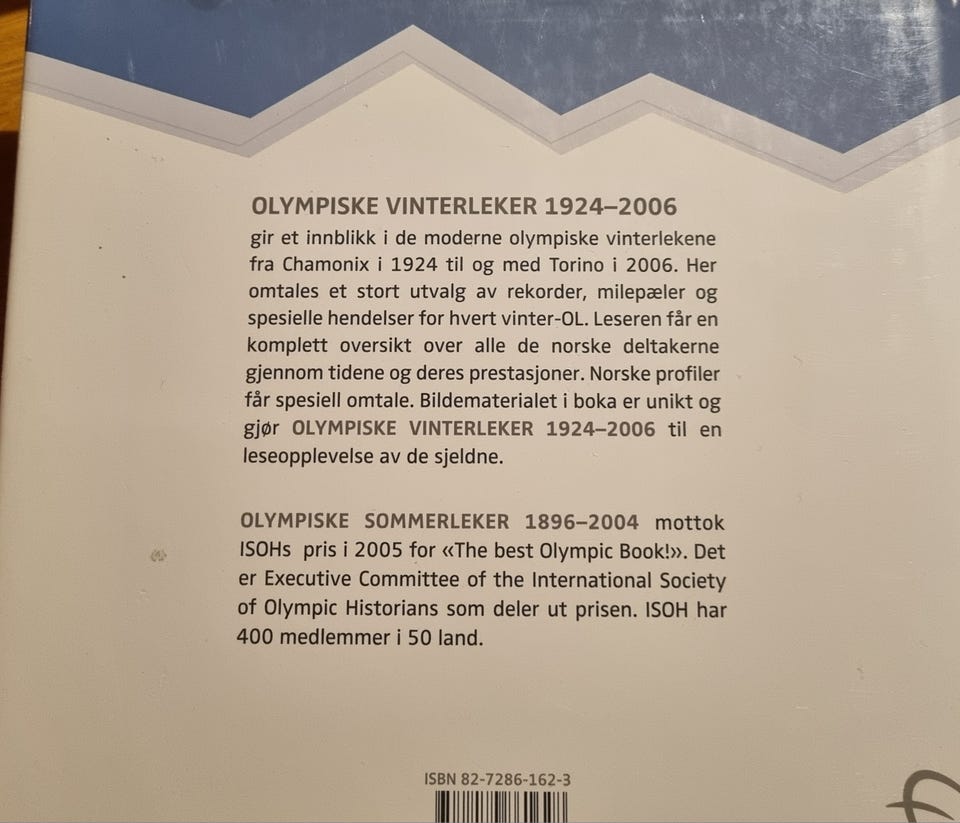 OLYMPISKE VINTERLEKER 1924–2006
gir et innblikk i de moderne olympiske vinterlekene
fra Chamonix i 1924 til og med Torino i 2006. Her
omtales et stort utvalg av rekorder, milepæler og
spesielle hendelser for hvert vinter-OL. Leseren får en
komplett oversikt over alle de norske deltakerne
gjennom tidene og deres prestasjoner. Norske profiler
får spesiell omtale. Bildematerialet i boka er unikt og
gjør OLYMPISKE VINTERLEKER 1924–2006 til en
leseopplevelse av de sjeldne.
OLYMPISKE SOMMERLEKER 1896–2004 mottok
ISOHs pris i 2005 for «The best Olympic Book!». Det
er Executive Committee of the International Society
of Olympic Historians som deler ut prisen. ISOH har
400 medlemmer i 50 land.
ISBN 82-7286-162-3